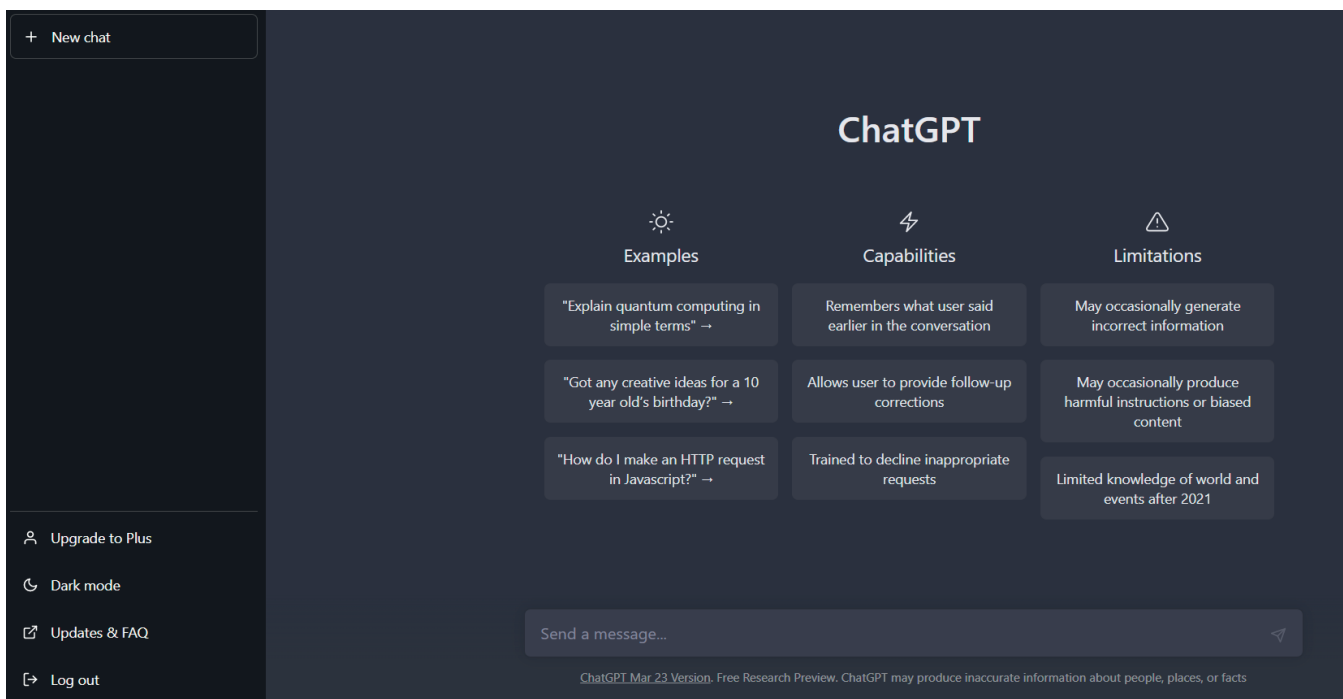 New chat
ChatGPT
Examples
"Explain quantum computing in
simple terms" →
"Got any creative ideas for a 10
year old's birthday?" →
"How do I make an HTTP request
in Javascript?" →
Capabilities
Remembers what user said
earlier in the conversation
Allows user to provide follow-up
corrections
Trained to decline inappropriate
requests
Limitations
May occasionally generate
incorrect information
May occasionally produce
harmful instructions or biased
content
Limited knowledge of world and
events after 2021
Upgrade to Plus
Dark mode
Updates & FAQ
Log out
Send a message...
ChatGPT Mar 23 Version. Free Research Preview. ChatGPT may produce inaccurate information about people, places, or facts